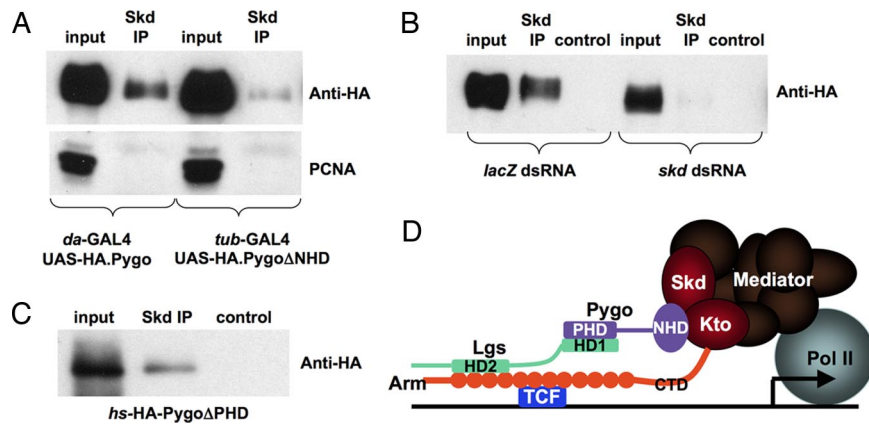 A
Skd Skd
input IP input IP
Anti-HA
PCNA
da-GAL4 tub-GAL4
UAS-HA.Pygo UAS-HA.PygoΔNHD
B
Skd Skd
input IP control input IP control
Anti-HA
lacZ dsRNA skd dsRNA
C
input Skd IP control
Anti-HA
hs-HA-PygoΔPHD
D
Skd Mediator
Pygo
PHD NHD Kto
Lgs HD1
HD2 Pol II
Arm CTD
TCF